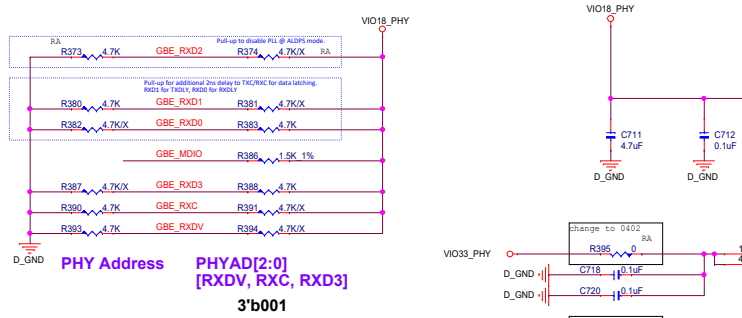 VIO18_PHY
VIO18_PHY
RA
Pull-up to disable PLL @ ALDPS mode.
R373 4.7K GBE_RXD2 R374 4.7K/X RA
Pull-up for additional 2ns delay to TXC/RXC for data latching.
RXD1 for TXDLY, RXD0 for RXDLY
R380 4.7K GBE_RXD1 R381 4.7K/X
R382 4.7K/X GBE_RXD0 R383 4.7K
C711
4.7uF
C712
0.1uF
GBE_MDIO R386 1.5K_1%
D_GND
D_GND
R387 4.7K/X GBE_RXD3 R388 4.7K
R390 4.7K GBE_RXC R391 4.7K/X
R393 4.7K GBE_RXDV R394 4.7K/X
change to 0402
RA
VIO33_PHY R395 0
1
4
D_GND
PHY Address PHYAD[2:0]
[RXDV, RXC, RXD3]
3'b001
D_GND C718 0.1uF
D_GND C720 0.1uF